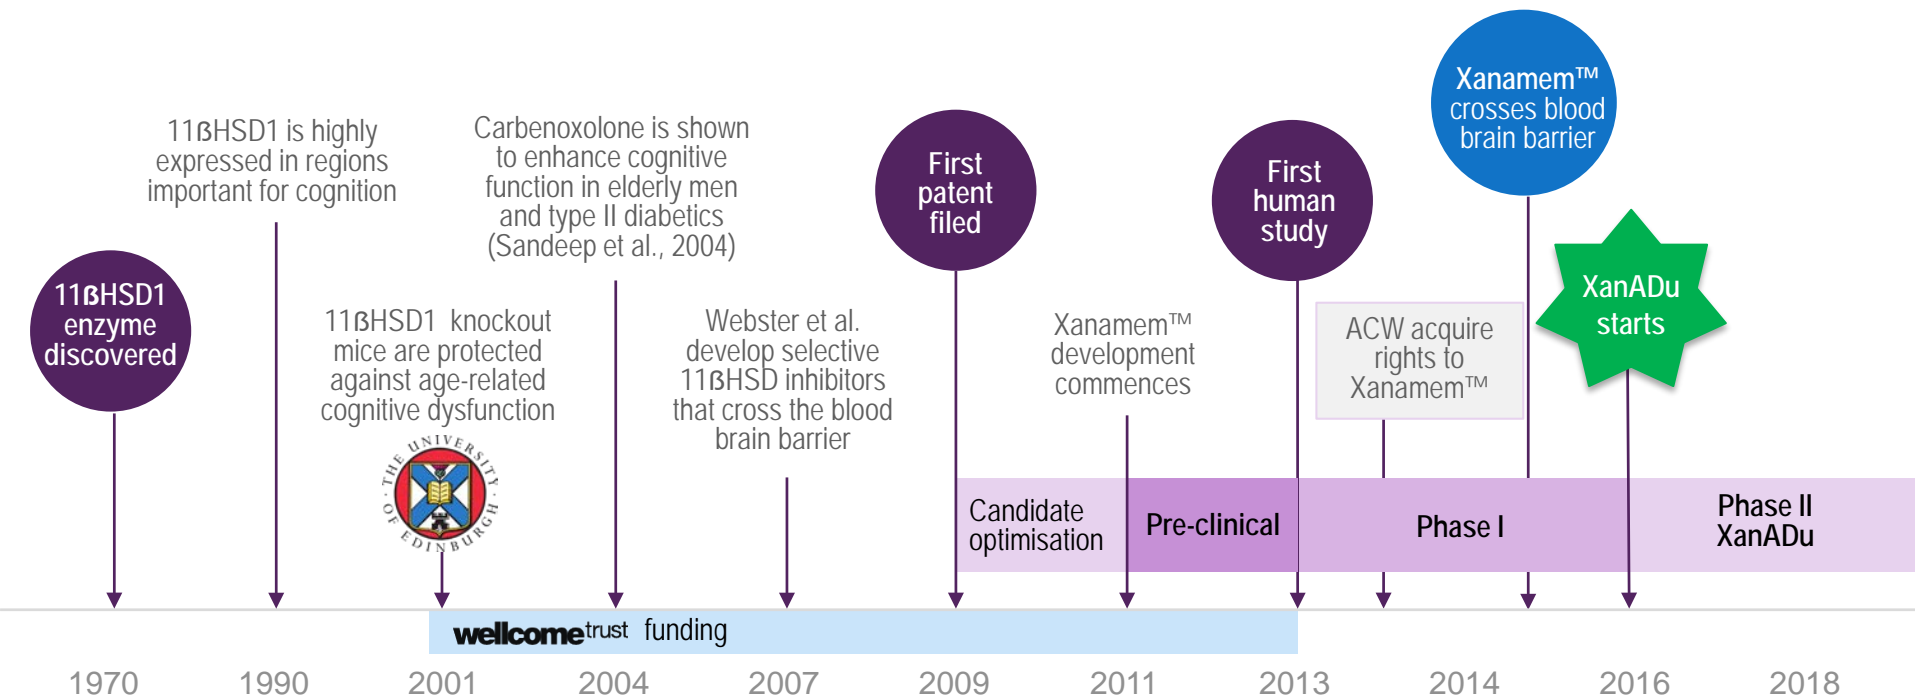 11ßHSD1
enzyme
discovered
11ßHSD1 is highly
expressed in regions
important for cognition
11ßHSD1 knockout
mice are protected
against age-related
cognitive dysfunction
THE UNIVERSITY OF EDINBURGH
Carbenoxolone is shown
to enhance cognitive
function in elderly men
and type II diabetics
(Sandeep et al., 2004)
Webster et al.
develop selective
11ßHSD inhibitors
that cross the blood
brain barrier
First
patent
filed
Xanamem™
development
commences
First
human
study
ACW acquire
rights to
Xanamem™
Xanamem™
crosses blood
brain barrier
XanADu
starts
Candidate
optimisation
Pre-clinical
Phase I
Phase II
XanADu
wellcometrust funding
1970
1990
2001
2004
2007
2009
2011
2013
2014
2016
2018